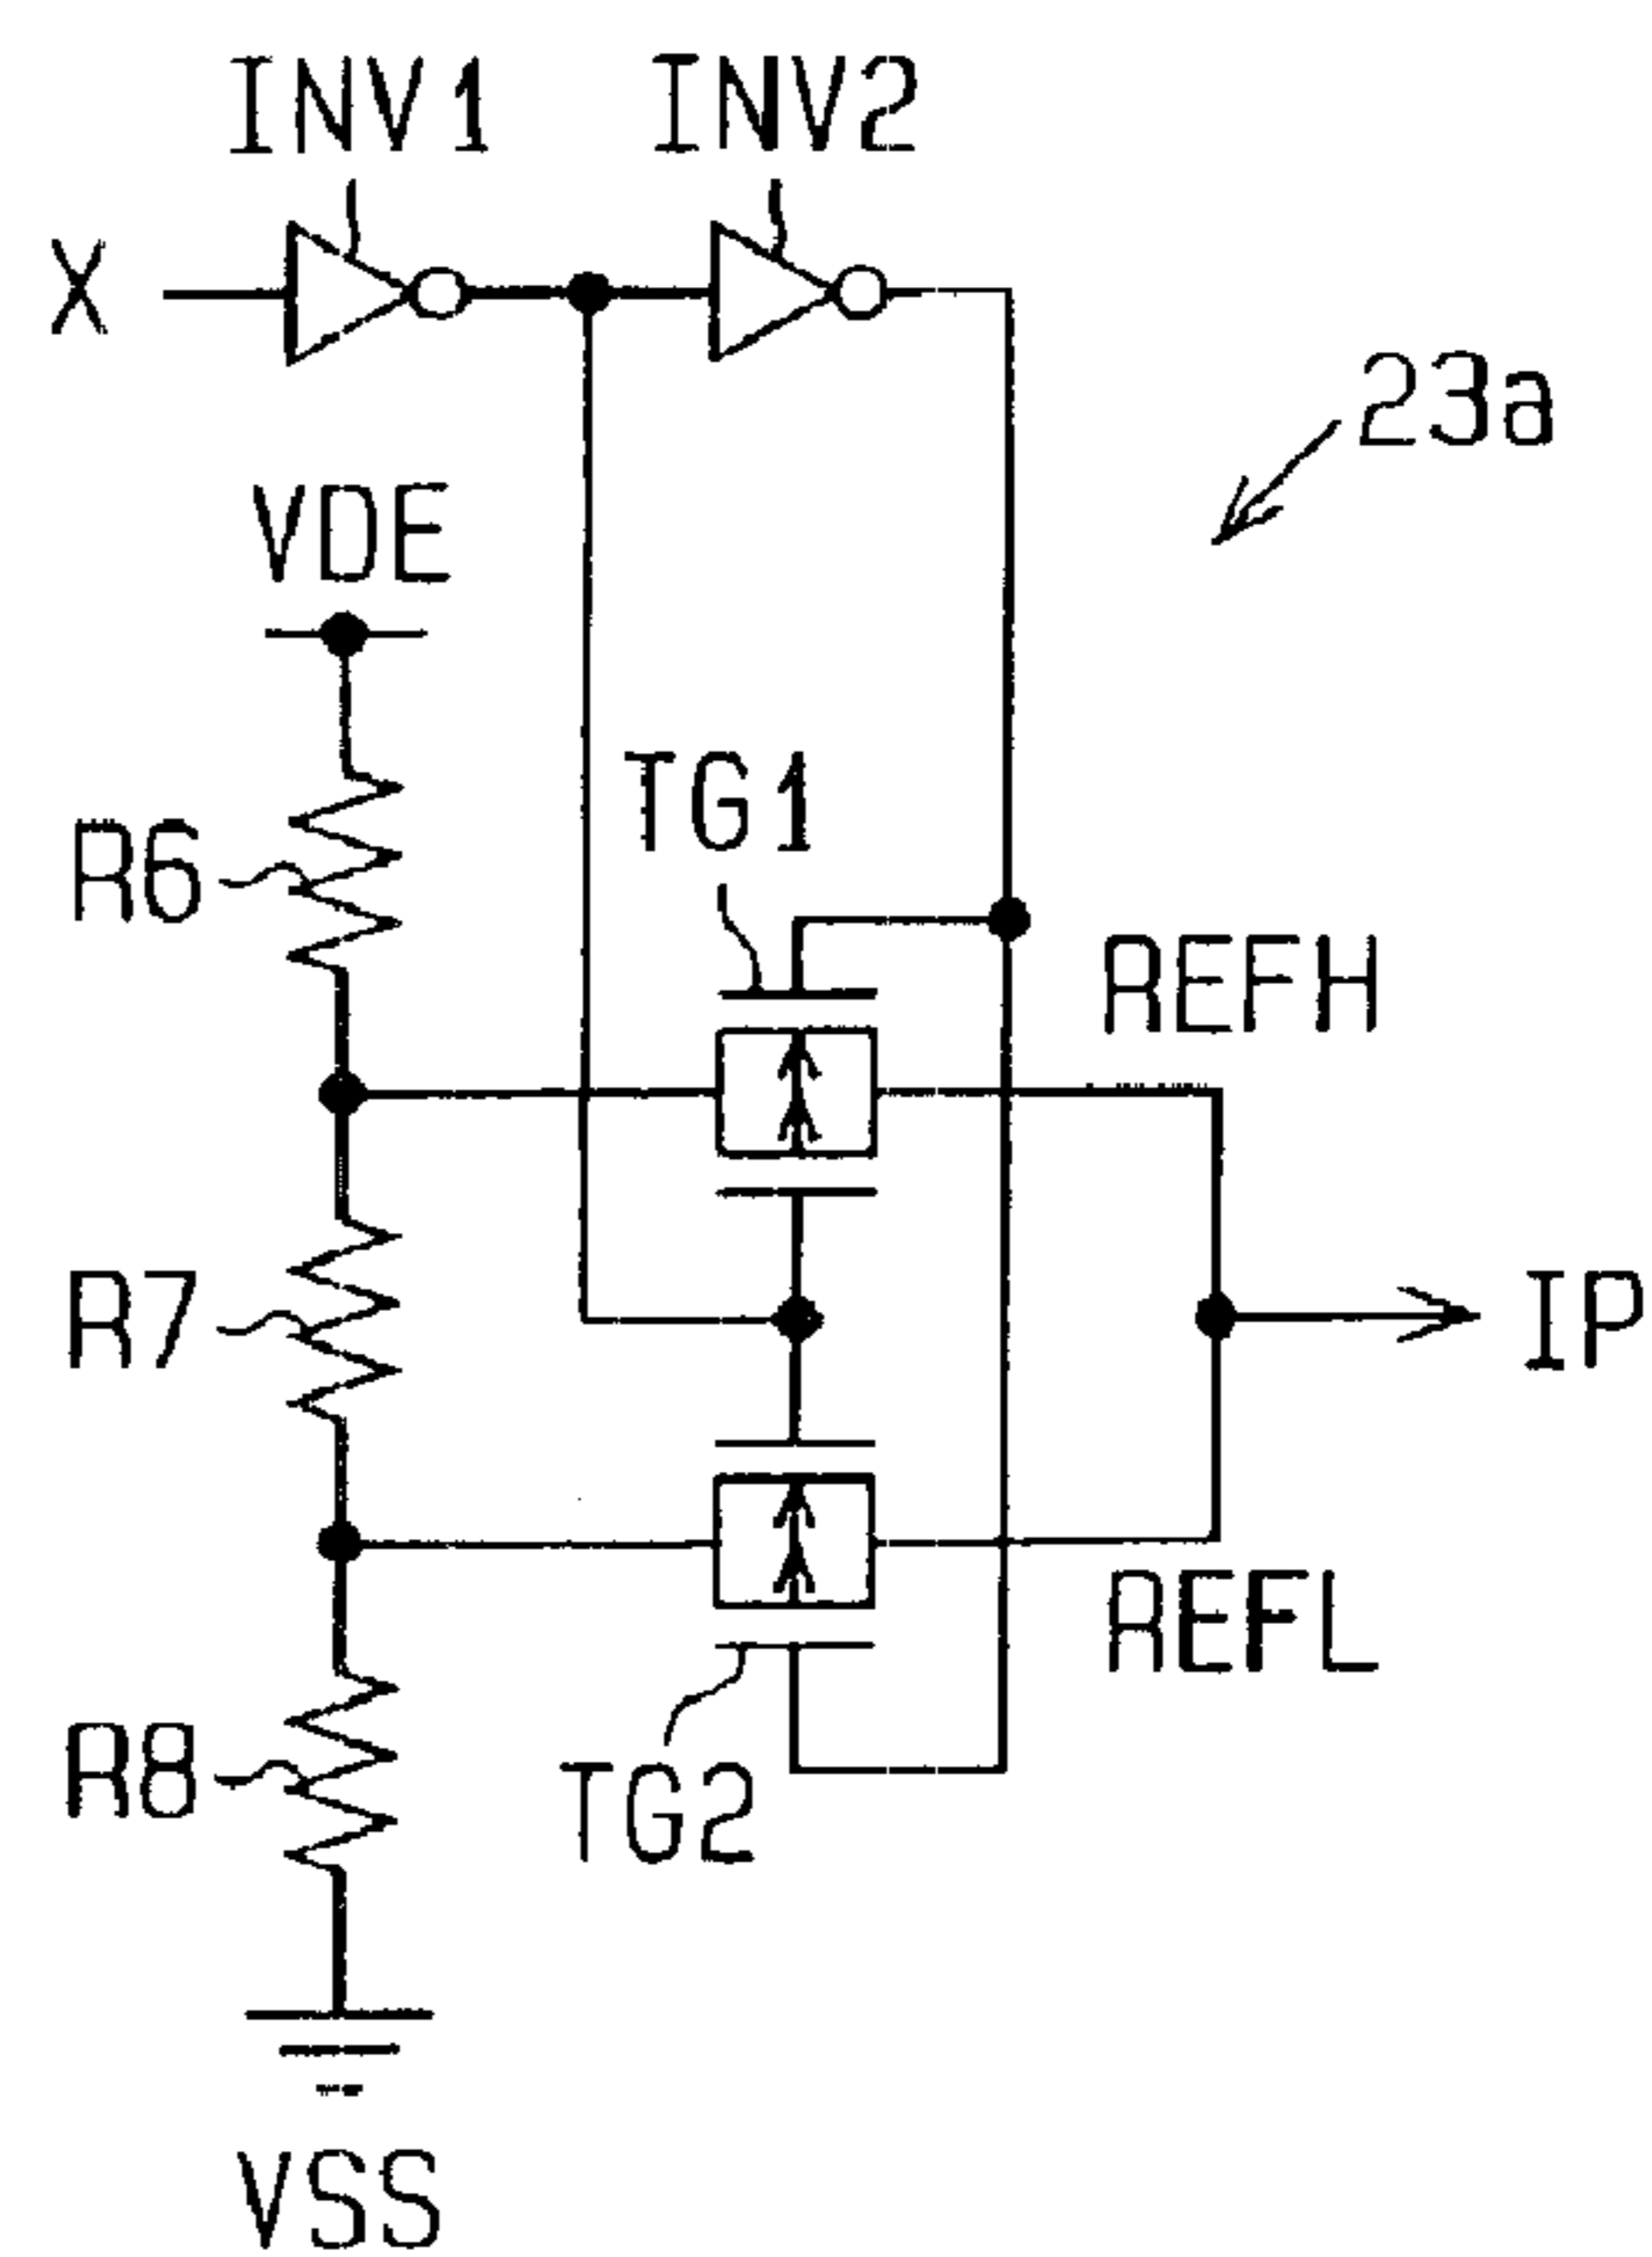 INV1 INV2
X
23a
VDE
TG1
R6
REFH
R7
IP
REFL
R8
TG2
VSS